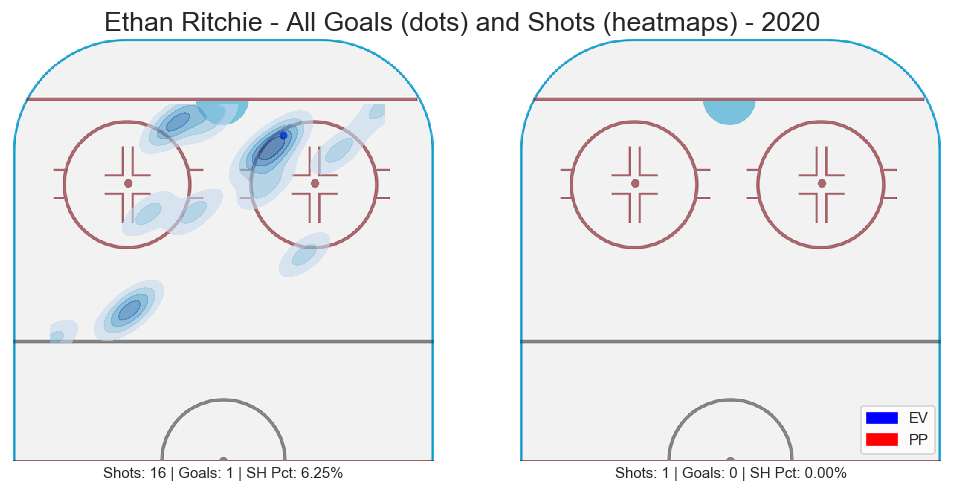 Ethan Ritchie - All Goals (dots) and Shots (heatmaps) - 2020
EV
PP
Shots: 16 | Goals: 1 | SH Pct: 6.25%
Shots: 1 | Goals: 0 | SH Pct: 0.00%